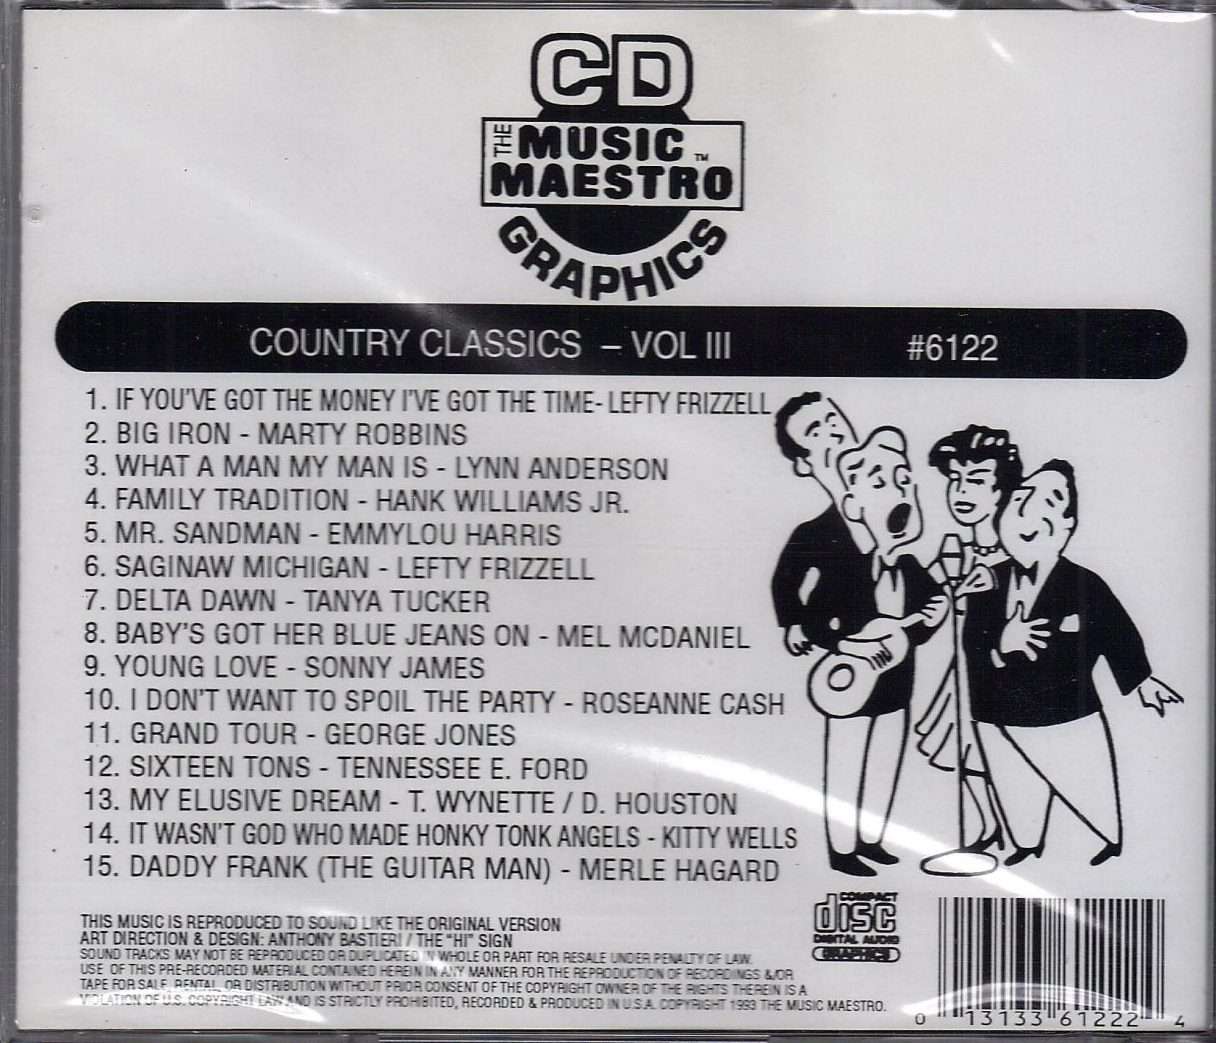 CD
THE MUSIC TM
MAESTRO
GRAPHICS
COUNTRY CLASSICS – VOL III #6122
1. IF YOU'VE GOT THE MONEY I'VE GOT THE TIME- LEFTY FRIZZELL
2. BIG IRON - MARTY ROBBINS
3. WHAT A MAN MY MAN IS - LYNN ANDERSON
4. FAMILY TRADITION - HANK WILLIAMS JR.
5. MR. SANDMAN - EMMYLOU HARRIS
6. SAGINAW MICHIGAN - LEFTY FRIZZELL
7. DELTA DAWN - TANYA TUCKER
8. BABY'S GOT HER BLUE JEANS ON - MEL MCDANIEL
9. YOUNG LOVE - SONNY JAMES
10. I DON'T WANT TO SPOIL THE PARTY - ROSEANNE CASH
11. GRAND TOUR - GEORGE JONES
12. SIXTEEN TONS - TENNESSEE E. FORD
13. MY ELUSIVE DREAM - T. WYNETTE / D. HOUSTON
14. IT WASN'T GOD WHO MADE HONKY TONK ANGELS - KITTY WELLS
15. DADDY FRANK (THE GUITAR MAN) - MERLE HAGARD
THIS MUSIC IS REPRODUCED TO SOUND LIKE THE ORIGINAL VERSION
ART DIRECTION & DESIGN: ANTHONY BASTIERI / THE "HI" SIGN
SOUND TRACKS MAY NOT BE REPRODUCED OR DUPLICATED IN WHOLE OR PART FOR RESALE UNDER PENALTY OF LAW.
USE OF THIS PRE-RECORDED MATERIAL CONTAINED HEREIN IN ANY MANNER FOR THE REPRODUCTION OF RECORDINGS &/OR
TAPE FOR SALE, RENTAL, OR DISTRIBUTION WITHOUT PRIOR CONSENT OF THE COPYRIGHT OWNER OF THE RIGHTS THEREIN IS A
VIOLATION OF U.S. COPYRIGHT LAW AND IS STRICTLY PROHIBITED, RECORDED & PRODUCED IN U.S.A. COPYRIGHT 1993 THE MUSIC MAESTRO.
COMPACT
disc
DIGITAL AUDIO
GRAPHICS
0 13133 61222 4